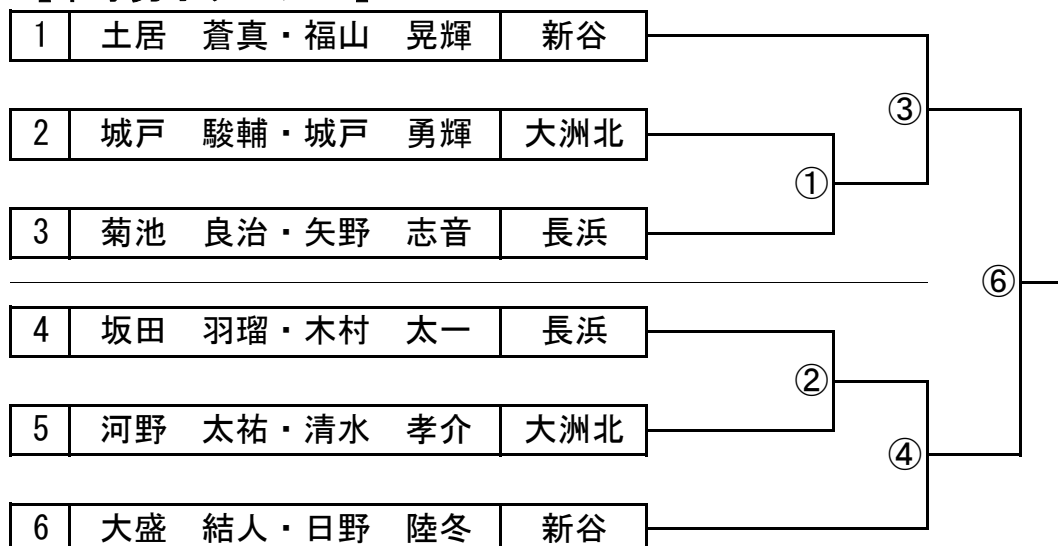 1 土居 蒼真・福山 晃輝 新谷
③
2 城戸 駿輔・城戸 勇輝 大洲北
①
3 菊池 良治・矢野 志音 長浜
⑥
4 坂田 羽瑠・木村 太一 長浜
②
5 河野 太祐・清水 孝介 大洲北
④
6 大盛 結人・日野 陸冬 新谷